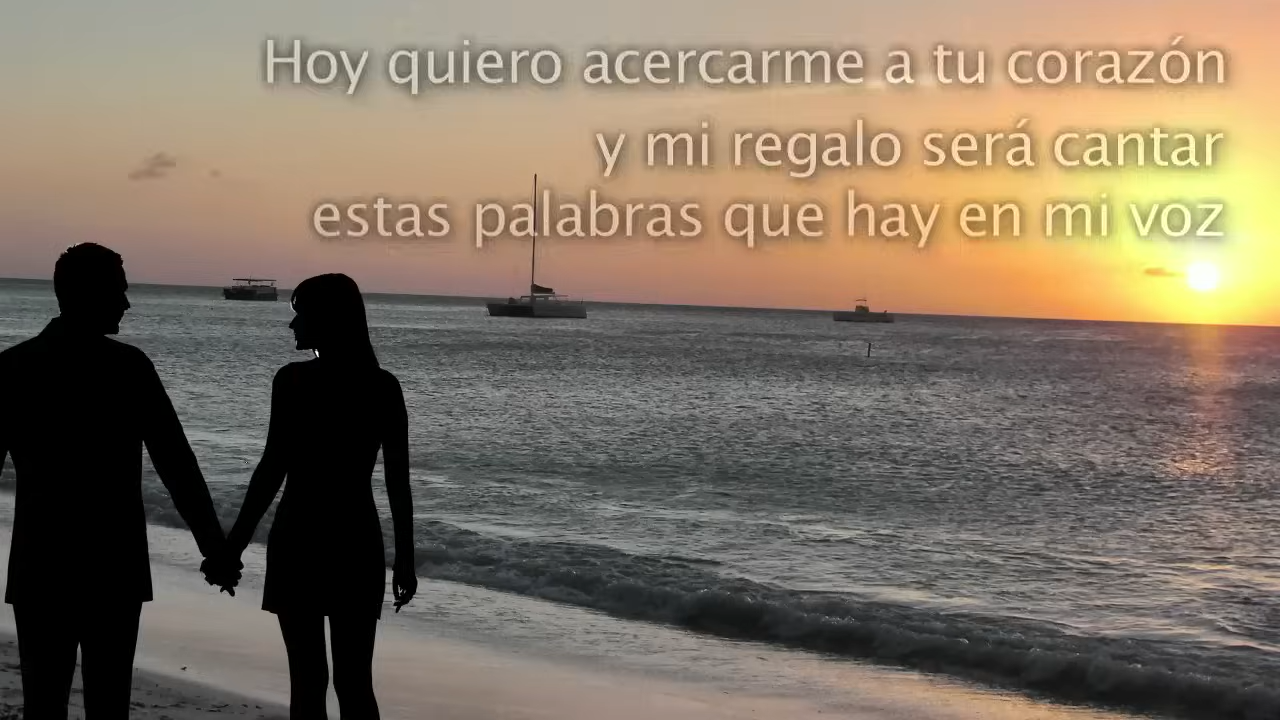 Hoy quiero acercarme a tu corazón
y mi regalo será cantar
estas palabras que hay en mi voz